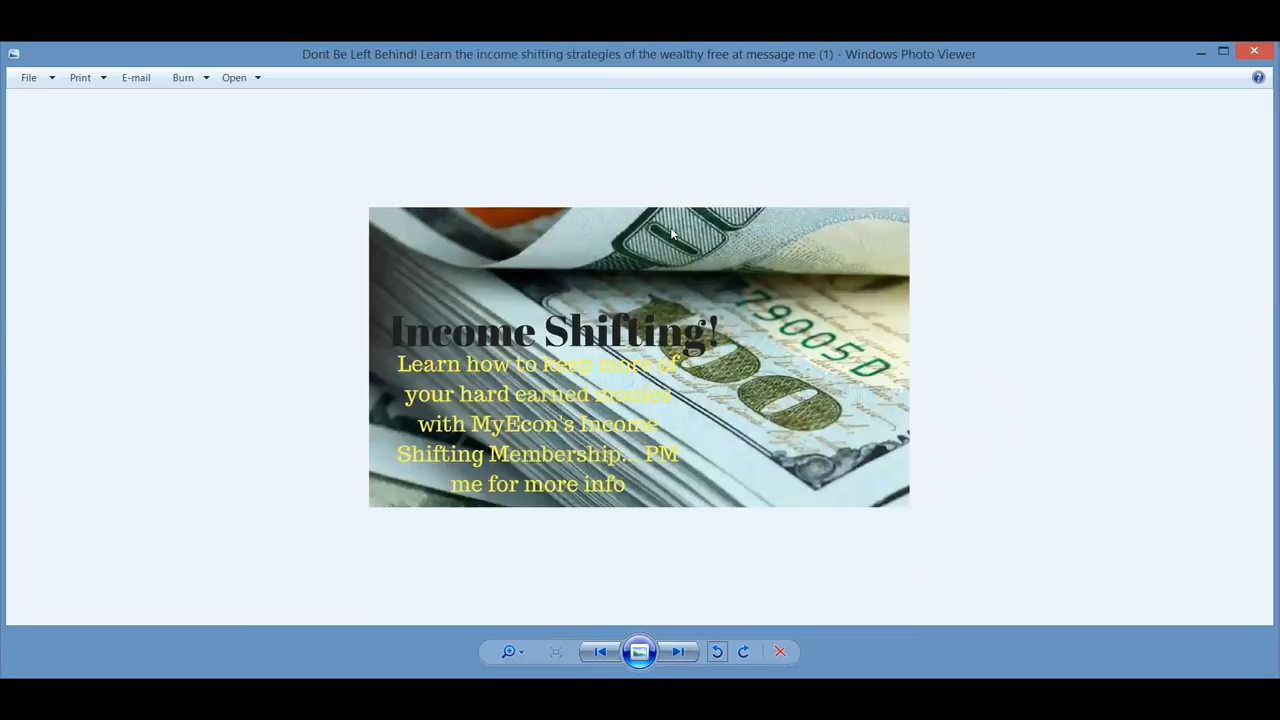 Dont Be Left Behind! Learn the income shifting strategies of the wealthy free at message me (1) - Windows Photo Viewer
File Print E-mail Burn Open
79005D
100
Income Shifting!
Learn how to keep more of
your hard earned monies
with MyEcon's Income
Shifting Membership... PM
me for more info